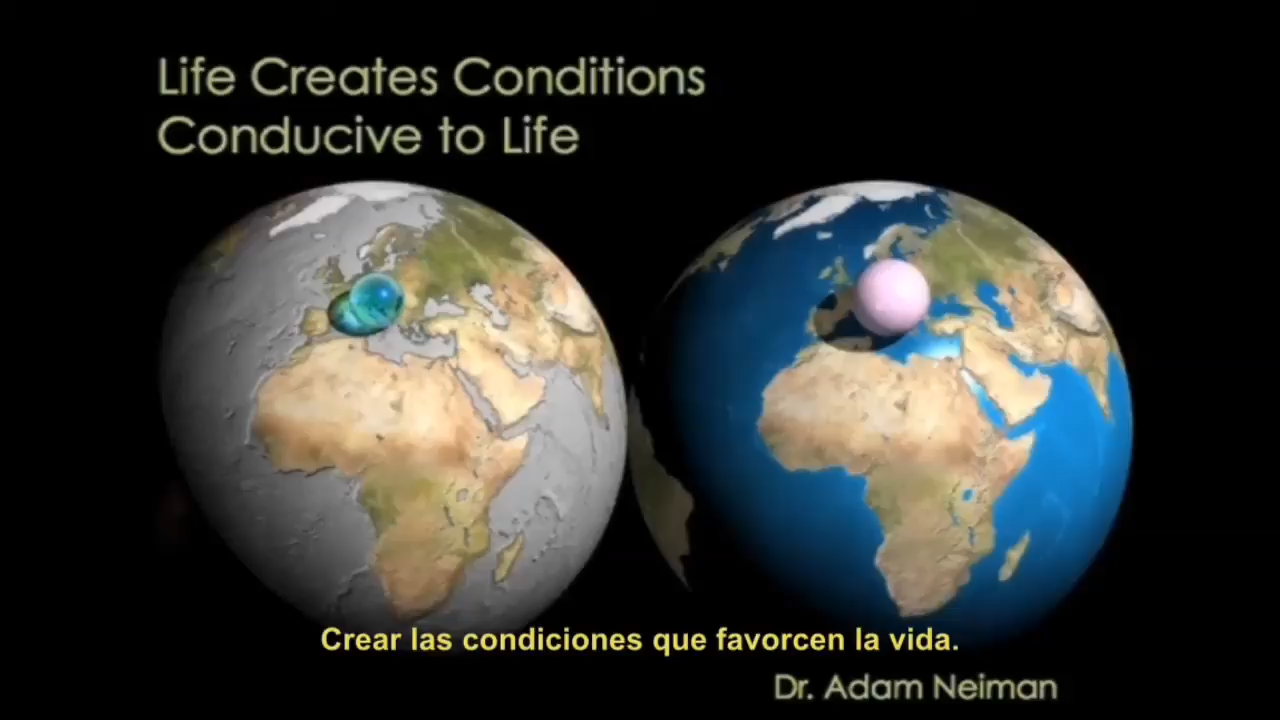 Life Creates Conditions
Conducive to Life
Crear las condiciones que favorcen la vida.
Dr. Adam Neiman